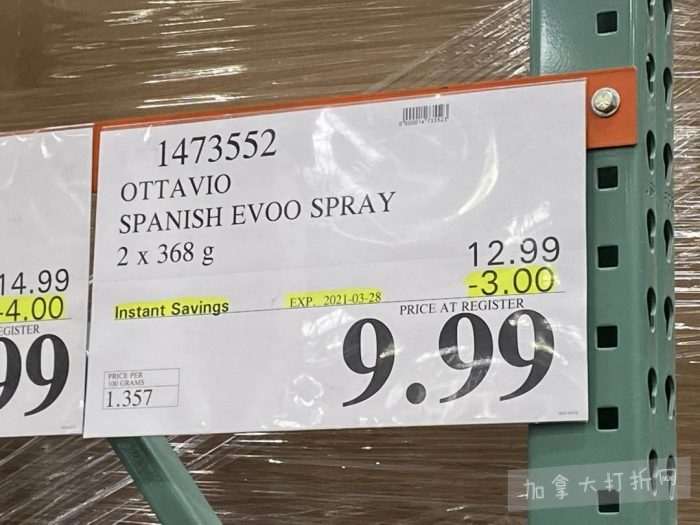 14.99
-4.00
EGISTER
99
1473552
OTTAVIO
SPANISH EVOO SPRAY
2 x 368 g
12.99
Instant Savings EXP. 2021-03-28 -3.00
PRICE AT REGISTER
9.99
PRICE PER
100 GRAMS
1.357
加拿大打折网